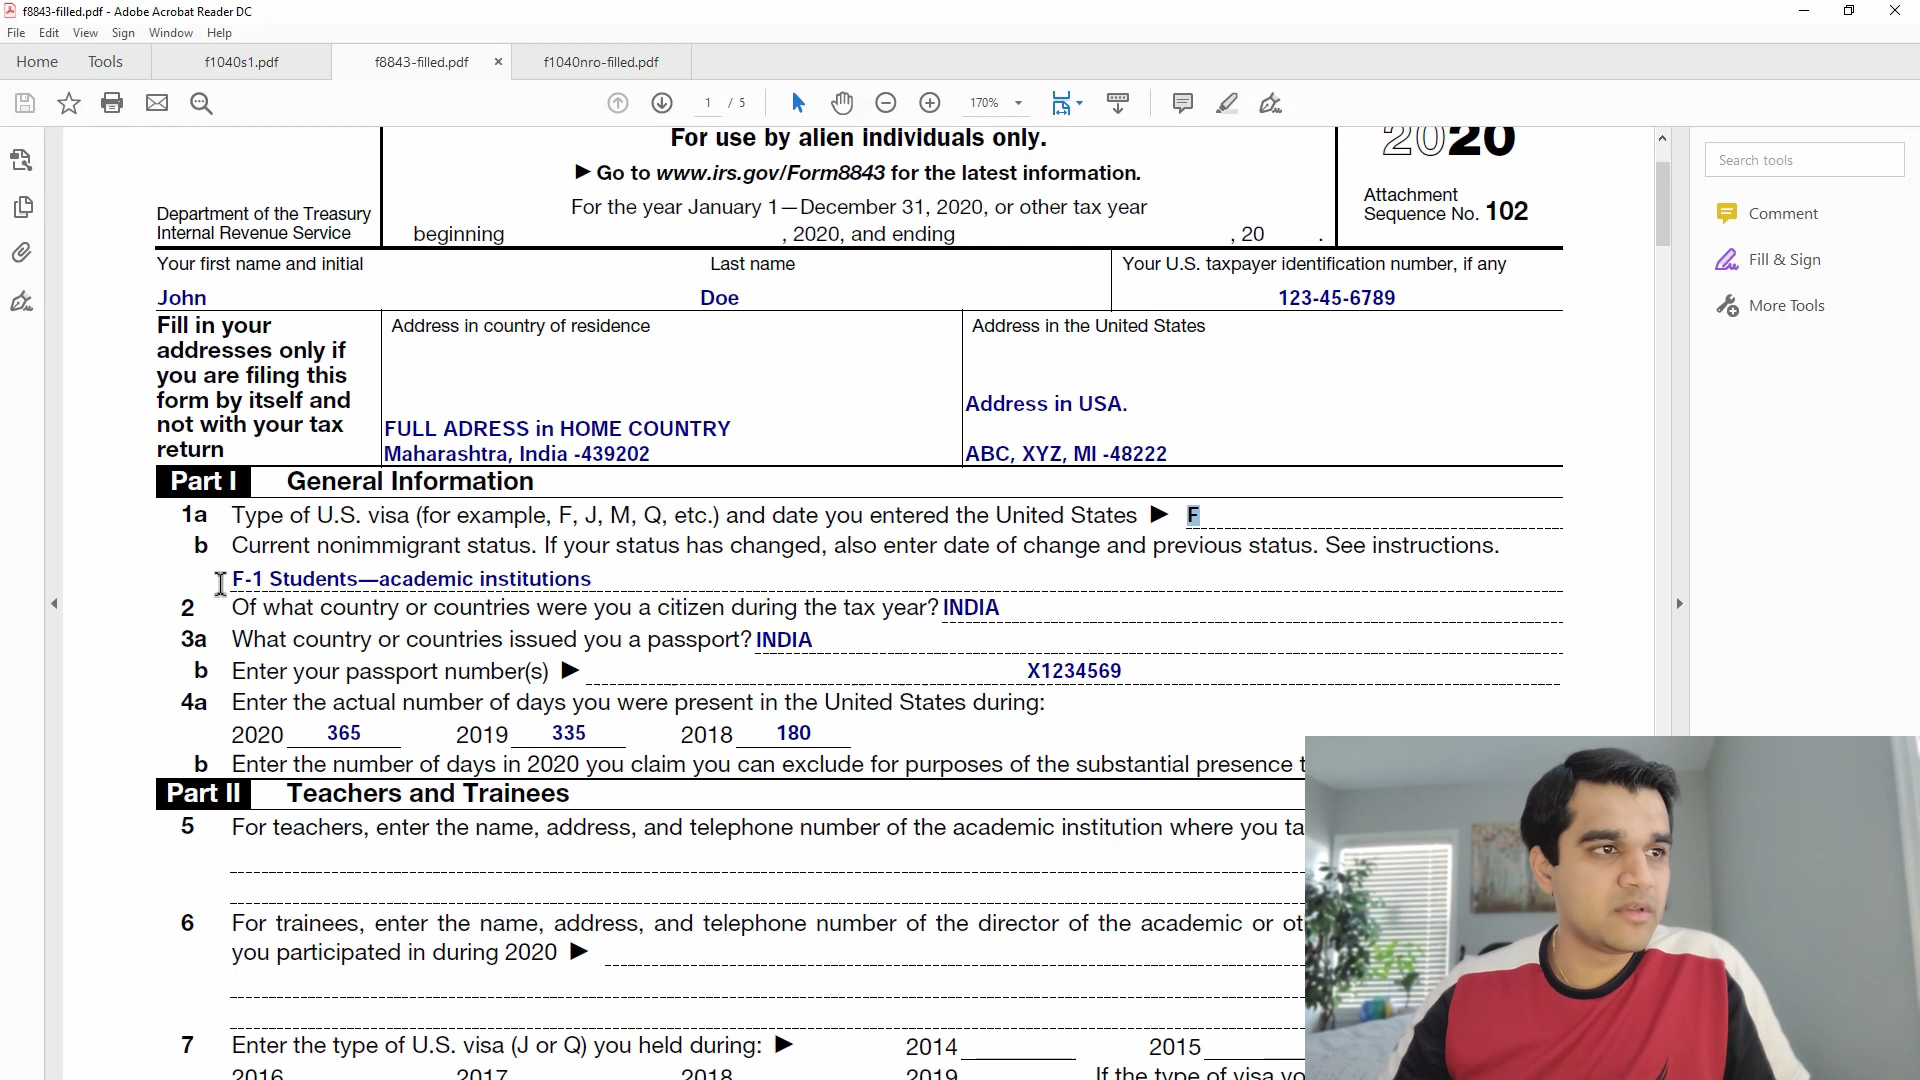 f8843-filled.pdf - Adobe Acrobat Reader DC
File Edit View Sign Window Help
Home Tools f1040s1.pdf f8843-filled.pdf × f1040nro-filled.pdf
1 / 5 170%
For use by alien individuals only.
2020
▶ Go to www.irs.gov/Form8843 for the latest information.
Attachment
Sequence No. 102
Department of the Treasury
Internal Revenue Service
For the year January 1—December 31, 2020, or other tax year
beginning , 2020, and ending , 20 .
Your first name and initial Last name Your U.S. taxpayer identification number, if any
John Doe 123-45-6789
Fill in your
addresses only if
you are filing this
form by itself and
not with your tax
return
Address in country of residence
FULL ADRESS in HOME COUNTRY
Maharashtra, India -439202
Address in the United States
Address in USA.
ABC, XYZ, MI -48222
Part I General Information
1a Type of U.S. visa (for example, F, J, M, Q, etc.) and date you entered the United States ▶ F
b Current nonimmigrant status. If your status has changed, also enter date of change and previous status. See instructions.
F-1 Students—academic institutions
2 Of what country or countries were you a citizen during the tax year? INDIA
3a What country or countries issued you a passport? INDIA
b Enter your passport number(s) ▶ X1234569
4a Enter the actual number of days you were present in the United States during:
2020 365 2019 335 2018 180
b Enter the number of days in 2020 you claim you can exclude for purposes of the substantial presence t
Part II Teachers and Trainees
5 For teachers, enter the name, address, and telephone number of the academic institution where you ta
6 For trainees, enter the name, address, and telephone number of the director of the academic or ot
you participated in during 2020 ▶
7 Enter the type of U.S. visa (J or Q) you held during: ▶ 2014 2015
2016 2017 2018 2019 If the type of visa yo
Search tools
Comment
Fill & Sign
More Tools